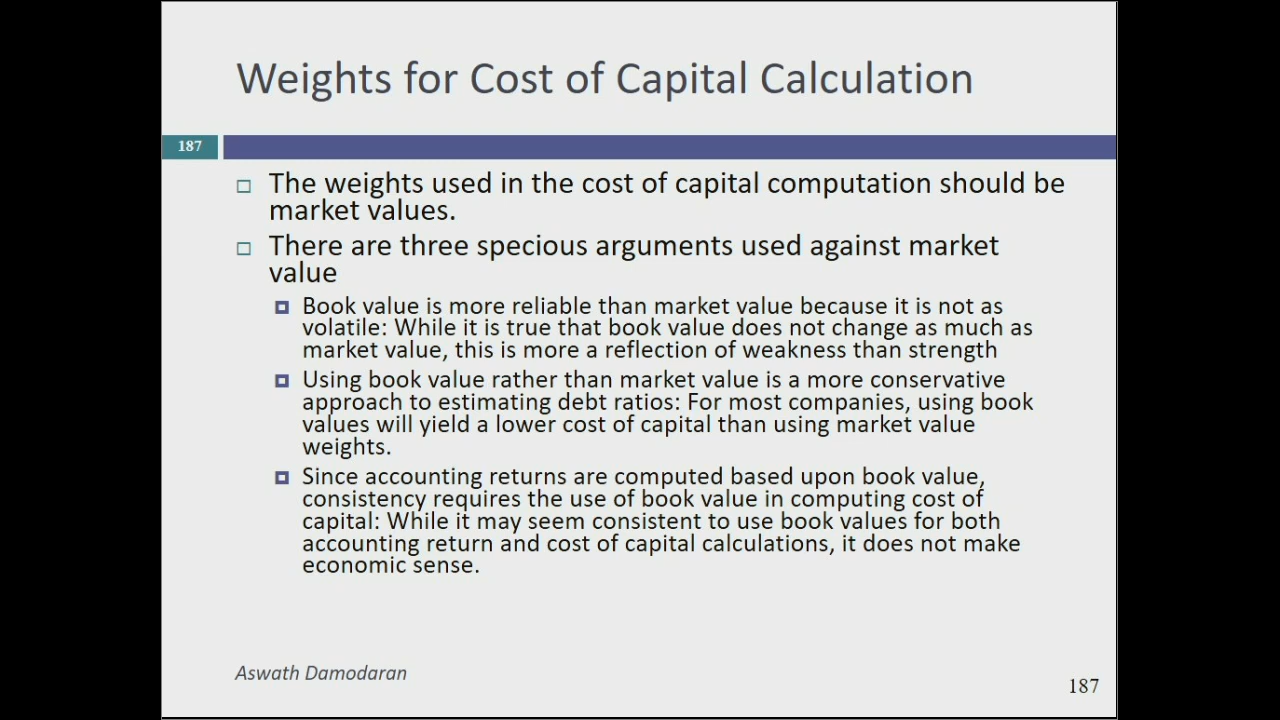 Weights for Cost of Capital Calculation
187
The weights used in the cost of capital computation should be
market values.
There are three specious arguments used against market
value
Book value is more reliable than market value because it is not as
volatile: While it is true that book value does not change as much as
market value, this is more a reflection of weakness than strength
Using book value rather than market value is a more conservative
approach to estimating debt ratios: For most companies, using book
values will yield a lower cost of capital than using market value
weights.
Since accounting returns are computed based upon book value,
consistency requires the use of book value in computing cost of
capital: While it may seem consistent to use book values for both
accounting return and cost of capital calculations, it does not make
economic sense.
Aswath Damodaran
187